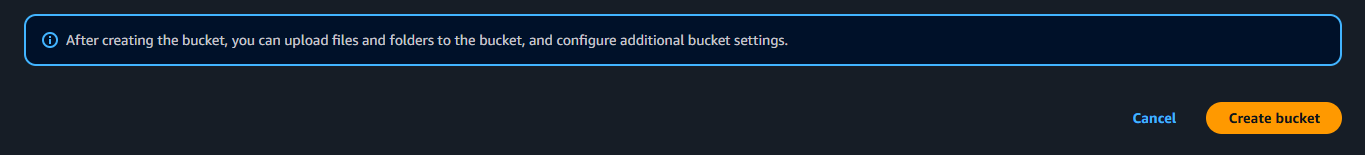 After creating the bucket, you can upload files and folders to the bucket, and configure additional bucket settings.
Cancel Create bucket